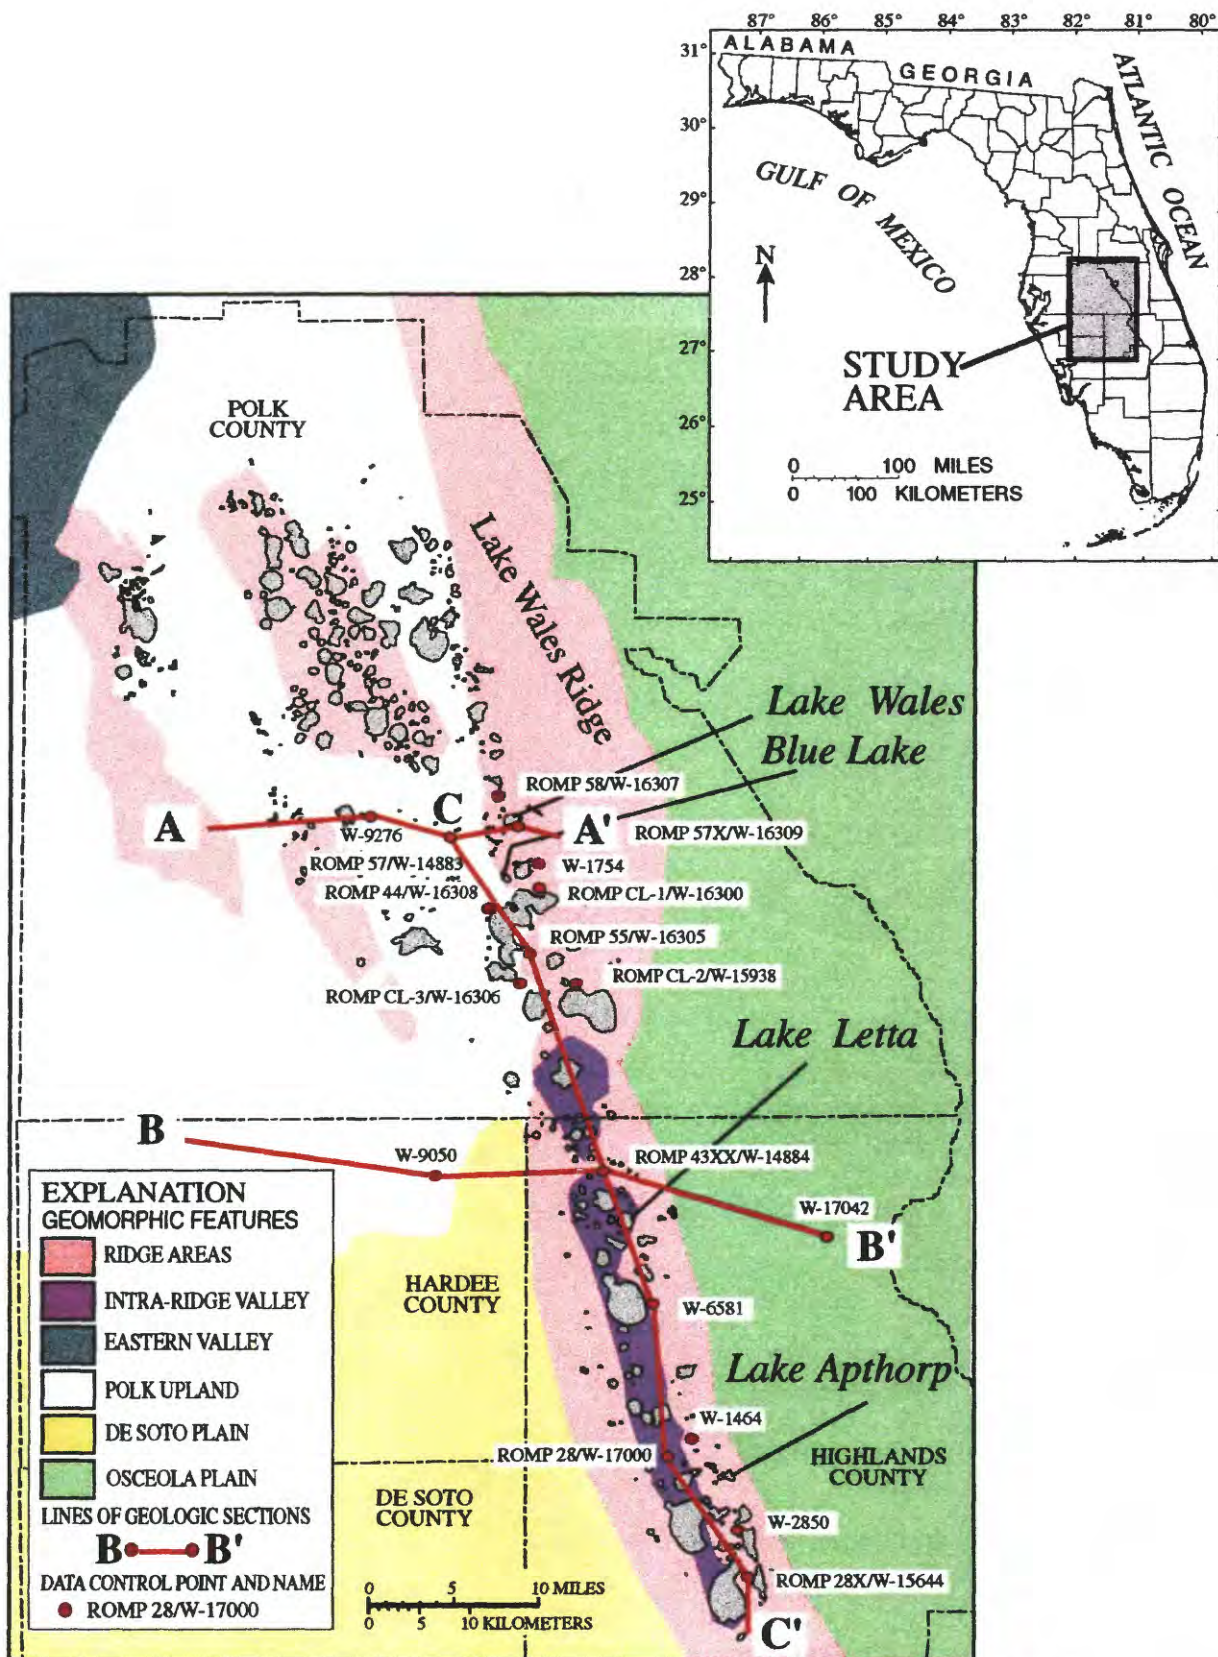 87° 86° 85° 84° 83° 82° 81° 80°
31°
30°
29°
28°
27°
26°
25°
ALABAMA
GEORGIA
ATLANTIC OCEAN
GULF OF MEXICO
N
STUDY
AREA
0 100 MILES
0 100 KILOMETERS
POLK
COUNTY
Lake Wales Ridge
Lake Wales
Blue Lake
ROMP 58/W-16307
A
C
A'
W-9276
ROMP 57X/W-16309
ROMP 57/W-14883
W-1754
ROMP 44/W-16308
ROMP CL-1/W-16300
ROMP 55/W-16305
ROMP CL-2/W-15938
ROMP CL-3/W-16306
Lake Letta
B
W-9050
ROMP 43XX/W-14884
W-17042
B'
HARDEE
COUNTY
W-6581
Lake Apthorp
W-1464
ROMP 28/W-17000
HIGHLANDS
COUNTY
DE SOTO
COUNTY
W-2850
ROMP 28X/W-15644
C'
EXPLANATION
GEOMORPHIC FEATURES
RIDGE AREAS
INTRA-RIDGE VALLEY
EASTERN VALLEY
POLK UPLAND
DE SOTO PLAIN
OSCEOLA PLAIN
LINES OF GEOLOGIC SECTIONS
B B'
DATA CONTROL POINT AND NAME
ROMP 28/W-17000
0 5 10 MILES
0 5 10 KILOMETERS